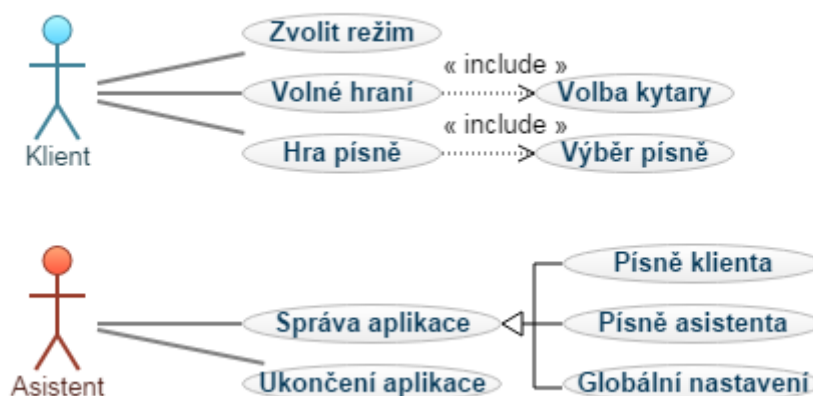 Zvolit režim
« include »
Volné hraní
Volba kytary
« include »
Hra písně
Výběr písně
Klient
Písně klienta
Správa aplikace
Písně asistenta
Ukončení aplikace
Globální nastavení
Asistent